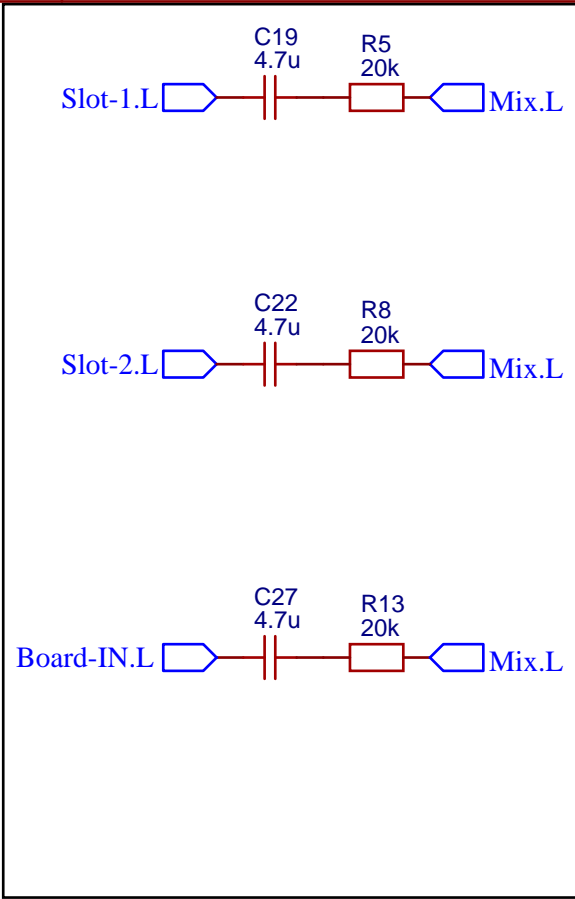 C19
4.7u
R5
20k
Slot-1.L
Mix.L
C22
4.7u
R8
20k
Slot-2.L
Mix.L
C27
4.7u
R13
20k
Board-IN.L
Mix.L